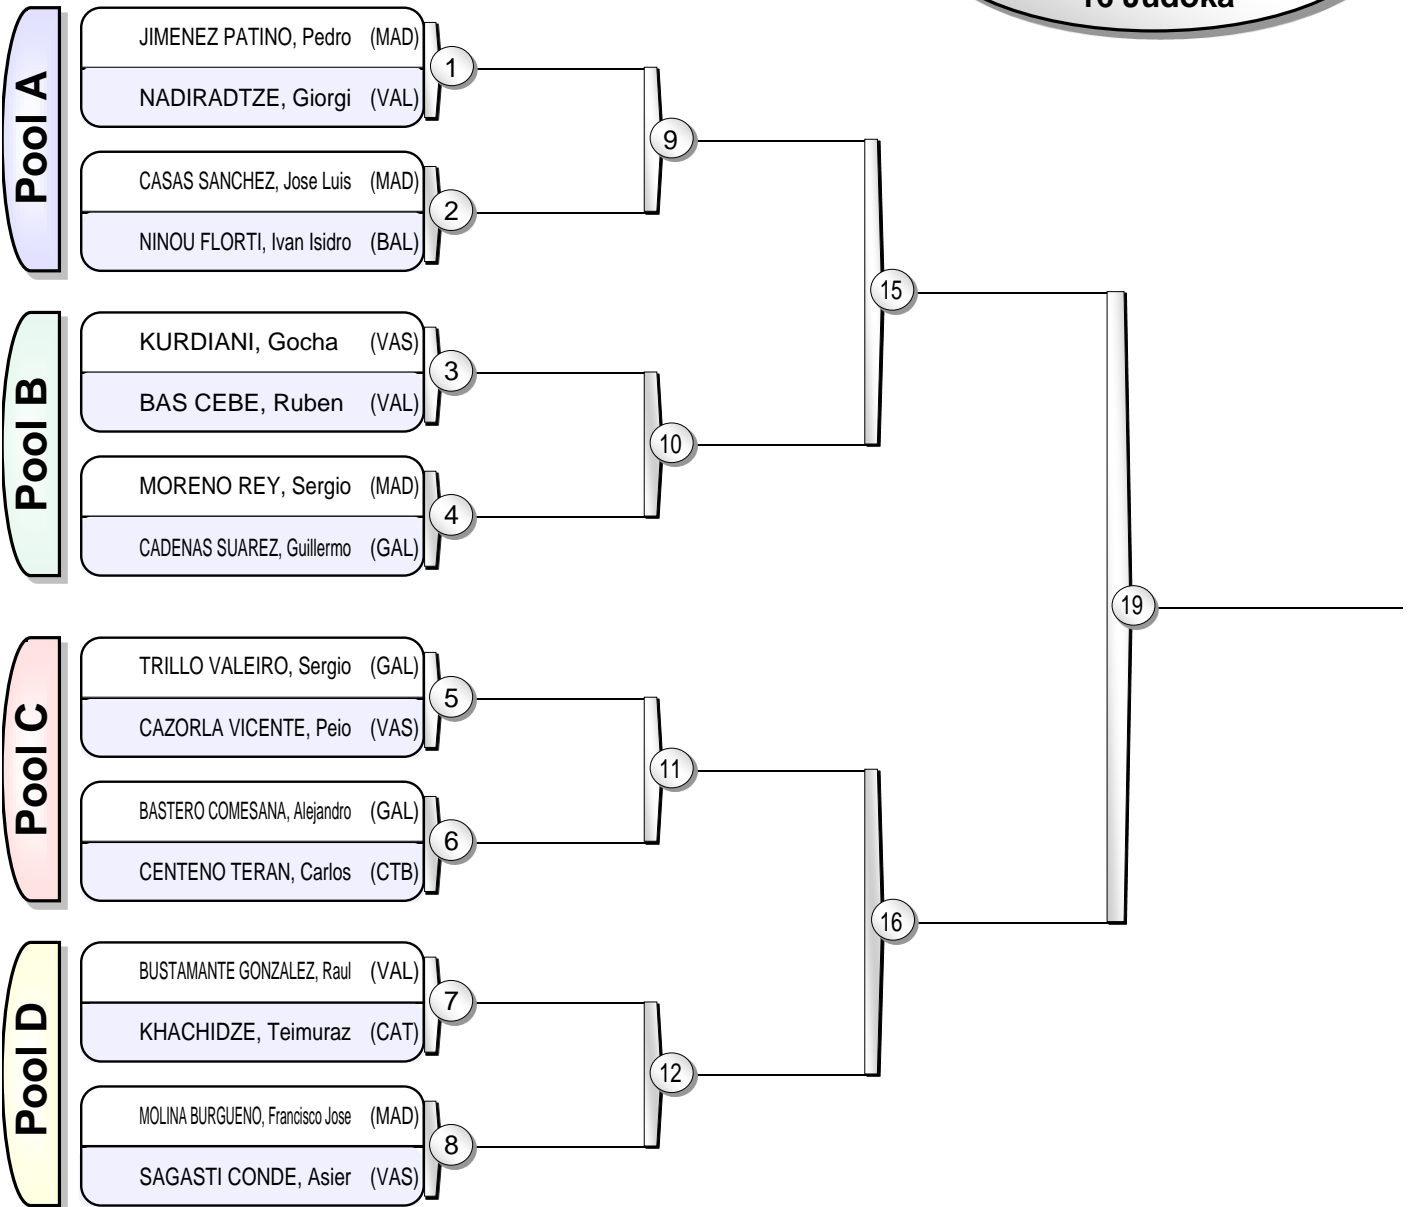 16 Judoka
Pool A
JIMENEZ PATINO, Pedro (MAD)
1
NADIRADTZE, Giorgi (VAL)
9
CASAS SANCHEZ, Jose Luis (MAD)
2
NINOU FLORTI, Ivan Isidro (BAL)
15
Pool B
KURDIANI, Gocha (VAS)
3
BAS CEBE, Ruben (VAL)
10
MORENO REY, Sergio (MAD)
4
CADENAS SUAREZ, Guillermo (GAL)
19
Pool C
TRILLO VALEIRO, Sergio (GAL)
5
CAZORLA VICENTE, Peio (VAS)
11
BASTERO COMESANA, Alejandro (GAL)
6
CENTENO TERAN, Carlos (CTB)
16
Pool D
BUSTAMANTE GONZALEZ, Raul (VAL)
7
KHACHIDZE, Teimuraz (CAT)
12
MOLINA BURGUENO, Francisco Jose (MAD)
8
SAGASTI CONDE, Asier (VAS)